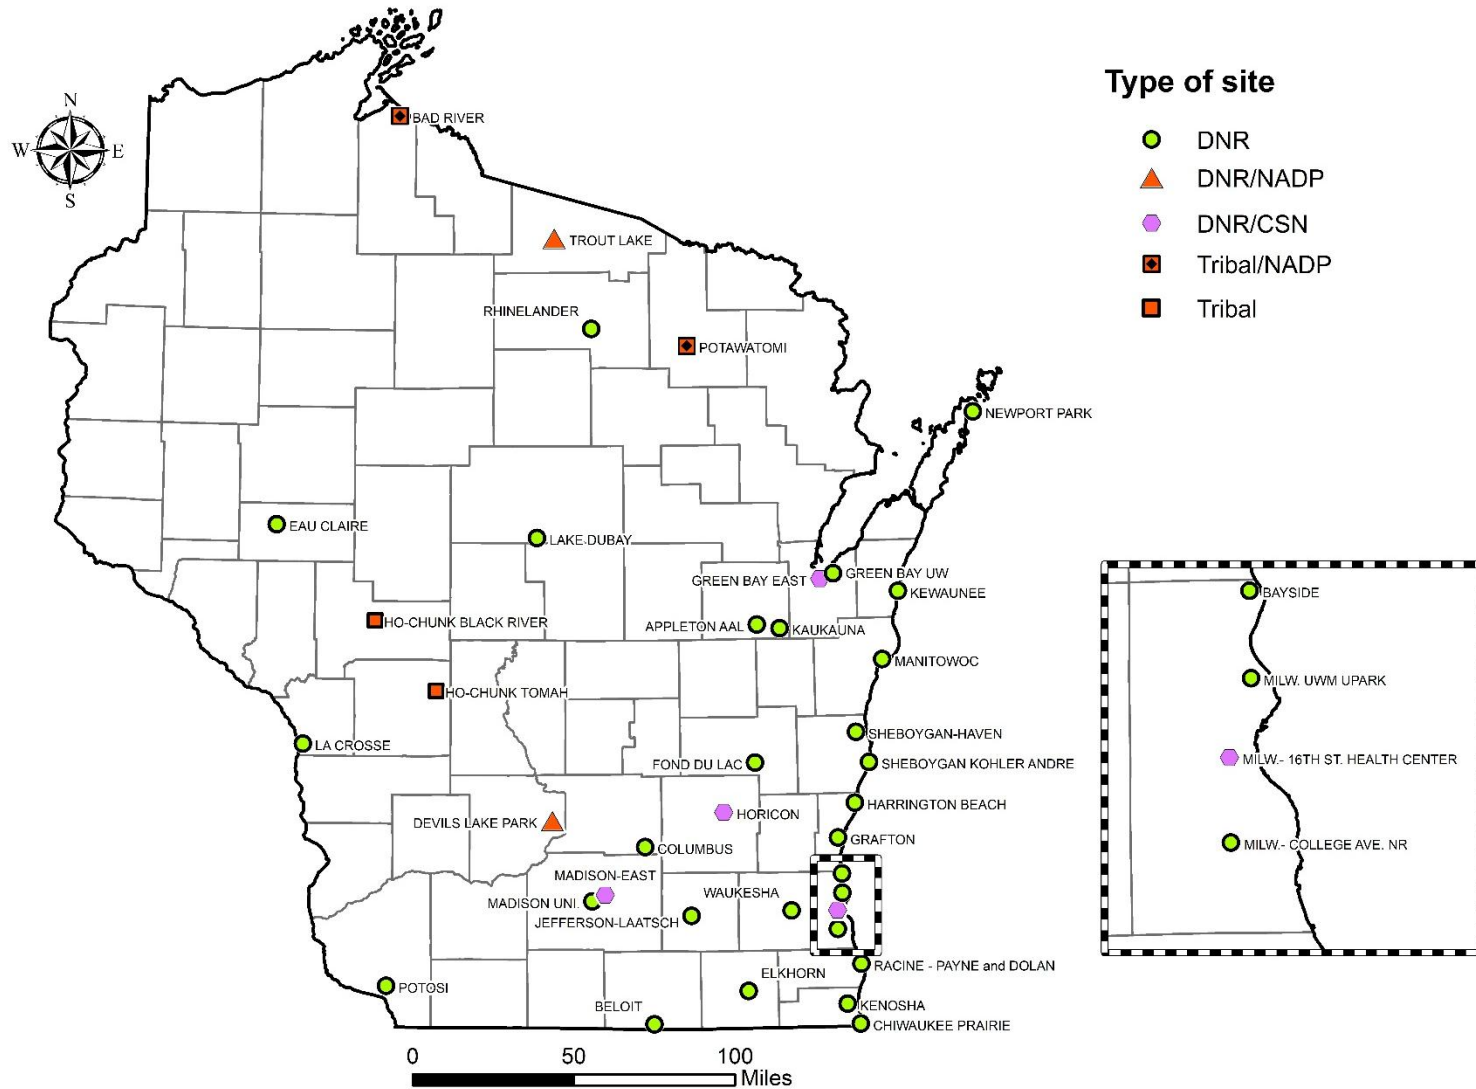 Type of site
DNR
DNR/NADP
DNR/CSN
Tribal/NADP
Tribal
N
W E
S
BAD RIVER
TROUT LAKE
RHINELANDER
POTAWATOMI
NEWPORT PARK
EAU CLAIRE
LAKE DUBAY
GREEN BAY EAST
GREEN BAY UW
KEWAUNEE
HO-CHUNK BLACK RIVER
APPLETON AAL
KAUKAUNA
MANITOWOC
HO-CHUNK TOMAH
LA CROSSE
SHEBOYGAN-HAVEN
FOND DU LAC
SHEBOYGAN KOHLER ANDRE
HARRINGTON BEACH
HORICON
DEVILS LAKE PARK
GRAFTON
COLUMBUS
MADISON-EAST
MADISON UNI.
WAUKESHA
JEFFERSON-LAATSCH
RACINE - PAYNE and DOLAN
POTOSI
ELKHORN
KENOSHA
BELOIT
CHIWAUKEE PRAIRIE
BAYSIDE
MILW. UWM UPARK
MILW.- 16TH ST. HEALTH CENTER
MILW.- COLLEGE AVE. NR
0 50 100
Miles